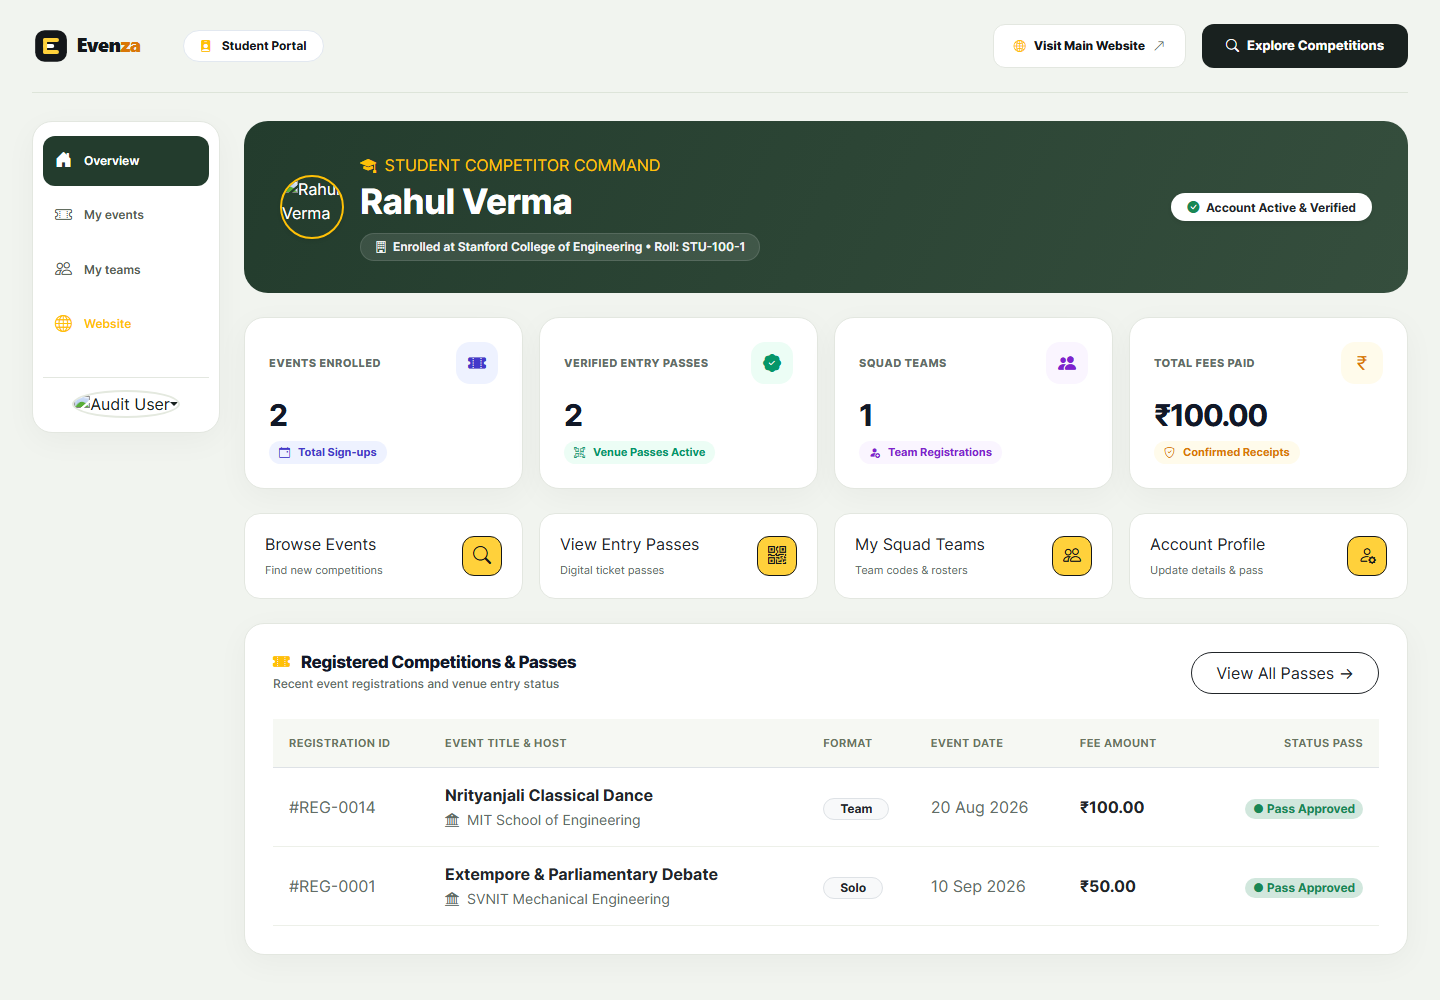 Evenza
Student Portal
Visit Main Website
Explore Competitions
Overview
My events
My teams
Website
Audit User
STUDENT COMPETITOR COMMAND
Rahul Verma
Rahul
Verma
Enrolled at Stanford College of Engineering • Roll: STU-100-1
Account Active & Verified
EVENTS ENROLLED
2
Total Sign-ups
VERIFIED ENTRY PASSES
2
Venue Passes Active
SQUAD TEAMS
1
Team Registrations
TOTAL FEES PAID
₹
₹100.00
Confirmed Receipts
Browse Events
Find new competitions
View Entry Passes
Digital ticket passes
My Squad Teams
Team codes & rosters
Account Profile
Update details & pass
Registered Competitions & Passes
Recent event registrations and venue entry status
View All Passes →
REGISTRATION ID EVENT TITLE & HOST FORMAT EVENT DATE FEE AMOUNT STATUS PASS
#REG-0014 Nrityanjali Classical Dance Team 20 Aug 2026 ₹100.00 Pass Approved
MIT School of Engineering
#REG-0001 Extempore & Parliamentary Debate Solo 10 Sep 2026 ₹50.00 Pass Approved
SVNIT Mechanical Engineering